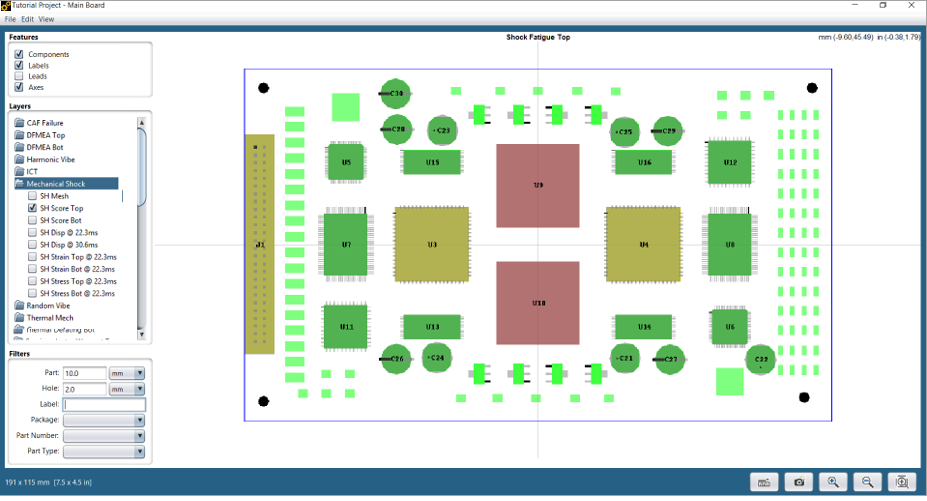 Tutorial Project - Main Board
File Edit View
Features
Components
Labels
Leads
Axes
Layers
CAF Failure
DFMEA Top
DFMEA Bot
Harmonic Vibe
ICT
Mechanical Shock
SH Mesh
SH Score Top
SH Score Bot
SH Disp @ 22.3ms
SH Disp @ 30.6ms
SH Strain Top @ 22.3ms
SH Strain Bot @ 22.3ms
SH Stress Top @ 22.3ms
SH Stress Bot @ 22.3ms
Random Vibe
Thermal Mech
Thermal Derating Bot
Filters
Part: 10.0 mm
Hole: 2.0 mm
Label:
Package:
Part Number:
Part Type:
191 x 115 mm [7.5 x 4.5 in]
Shock Fatigue Top
mm (-9.60,45.49) in (-0.38,1.79)
C30
C28 C23 C25 C29
U5 U15 U16 U12
U9
J1 U7 U3 U4 U8
U10
U11 U13 U14 U6
C26 C24 C21 C27 C22